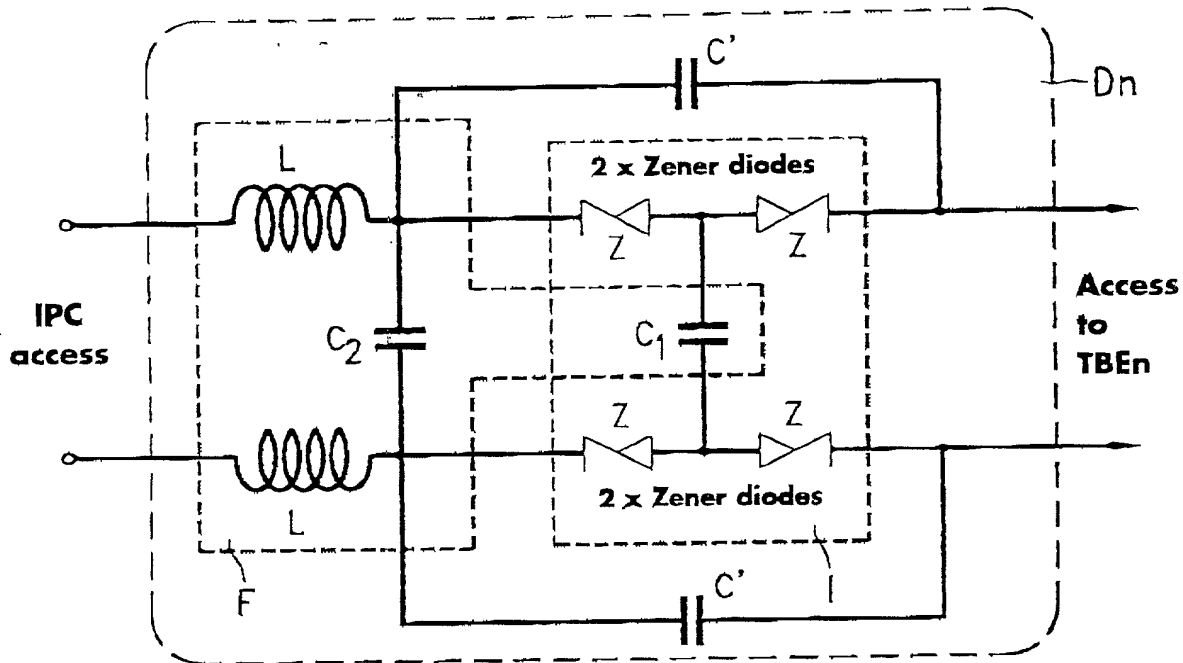 C'
Dn
L
2 x Zener diodes
Z
Z
IPC
access
C2
C1
Access
to
TBEn
Z
Z
2 x Zener diodes
L
F
I
C'